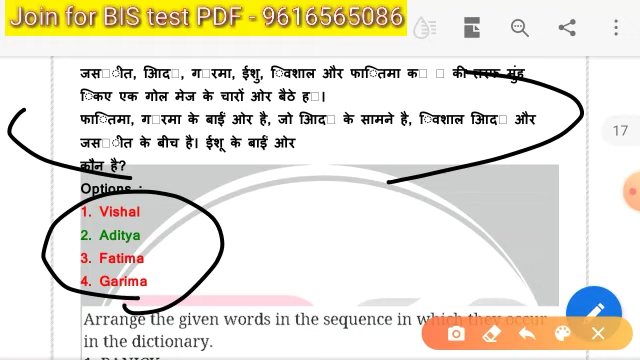 Join for BIS test PDF - 9616565086
जस□ीत, आिद□, ग□रमा, ईशु, िवशाल और फाितमा क□ □ की तरफ मुंह
िकए एक गोल मेज के चारों ओर बैठे ह□।
फाितमा, ग□रमा के बाईं ओर है, जो आिद□ के सामने है, िवशाल आिद□ और
जस□ीत के बीच है। ईशू के बाईं ओर
कौन है?
Options :
1. Vishal
2. Aditya
3. Fatima
4. Garima
17
Arrange the given words in the sequence in which they occur
in the dictionary.